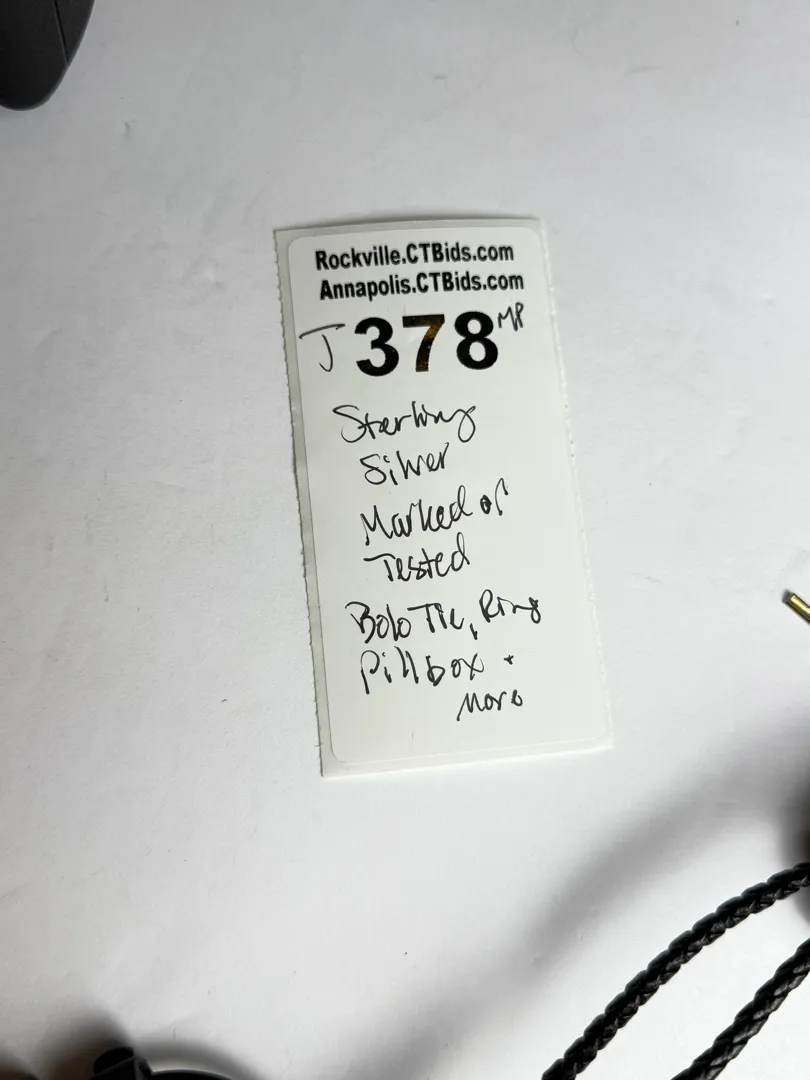 Rockville.CTBids.com
Annapolis.CTBids.com
J 378 MP
Sterling
Silver
Marked or
Tested
Bolo Tie, Ring
Pillbox +
More